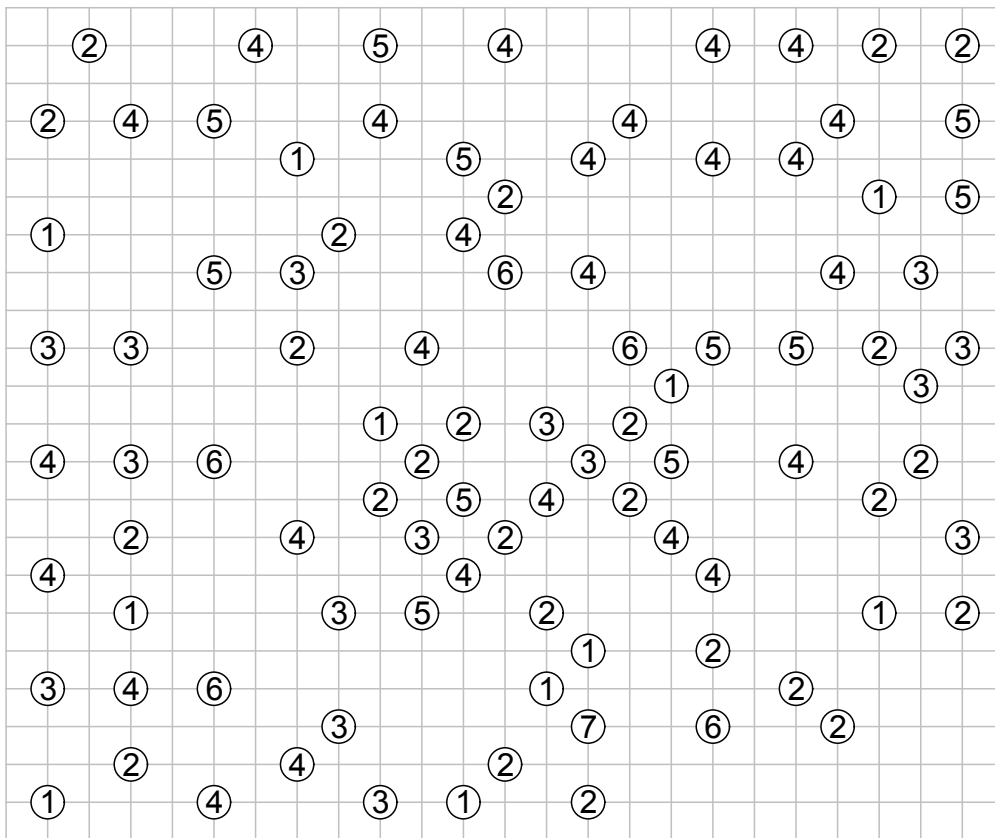 2 4 5 4 4 4 2 2
2 4 5 4 4 4 5
1 5 4 4 4
2 1 5
1 2 4
5 3 6 4 4 3
3 3 2 4 6 5 5 2 3
1 3
1 2 3 2
4 3 6 2 3 5 4 2
2 5 4 2 2
2 4 3 2 4 3
4 4 4
1 3 5 2 1 2
1 2
3 4 6 1 2
3 7 6 2
2 4 2
1 4 3 1 2